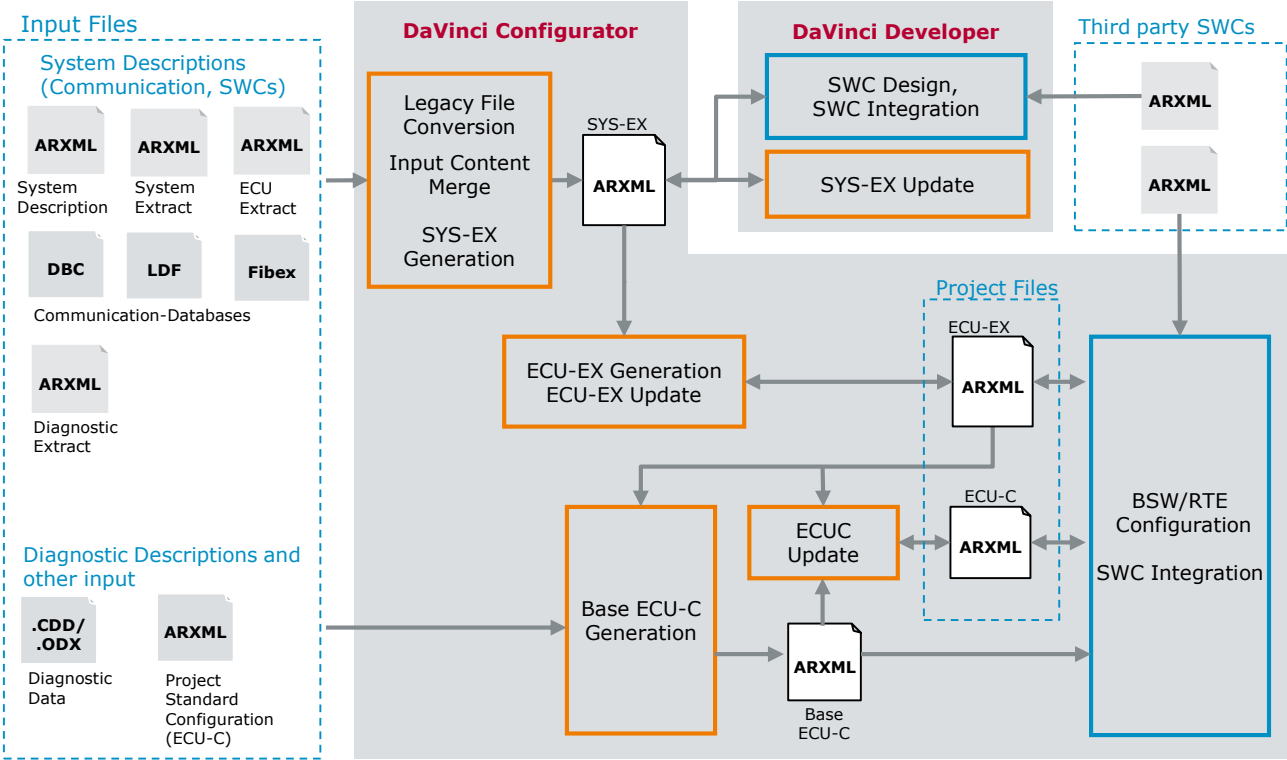 Input Files
System Descriptions
(Communication, SWCs)
ARXML
System
Description
ARXML
System
Extract
ARXML
ECU
Extract
DBC
LDF
Fibex
Communication-Databases
ARXML
Diagnostic
Extract
Diagnostic Descriptions and
other input
.CDD/
.ODX
Diagnostic
Data
ARXML
Project
Standard
Configuration
(ECU-C)
DaVinci Configurator
Legacy File
Conversion
Input Content
Merge
SYS-EX
Generation
SYS-EX
ARXML
DaVinci Developer
SWC Design,
SWC Integration
SYS-EX Update
Third party SWCs
ARXML
ARXML
ECU-EX Generation
ECU-EX Update
Project Files
ECU-EX
ARXML
ECU-C
ARXML
Base ECU-C
Generation
ECUC
Update
ARXML
Base
ECU-C
BSW/RTE
Configuration
SWC Integration